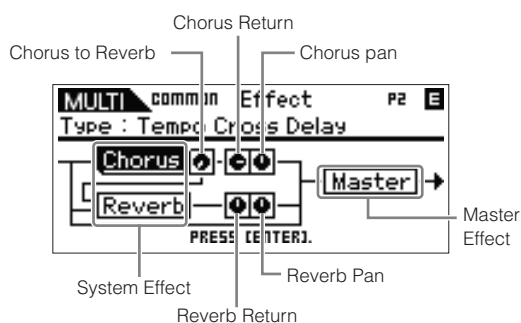 Chorus Return
Chorus to Reverb
Chorus pan
MULTI common Effect P2 E
Type : Tempo Cross Delay
Chorus
Master
Reverb
PRESS [ENTER].
Master
Effect
System Effect
Reverb Pan
Reverb Return